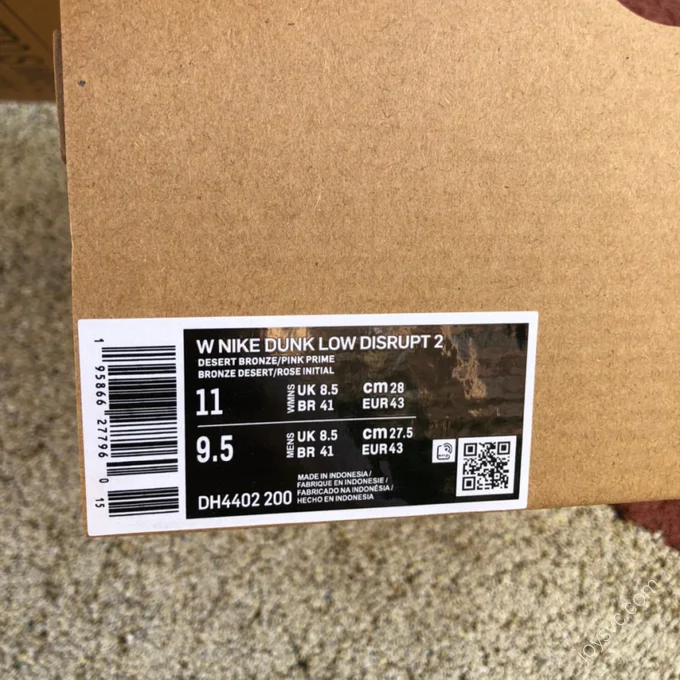 W NIKE DUNK LOW DISRUPT 2
DESERT BRONZE/PINK PRIME
BRONZE DESERT/ROSE INITIAL
11 WMNS UK 8.5 cm 28
BR 41 EUR 43
9.5 MENS UK 8.5 cm 27.5
BR 41 EUR 43
DH4402 200
MADE IN INDONESIA /
FABRIQUE EN INDONESIE /
FABRICADO NA INDONÉSIA /
HECHO EN INDONESIA
1 95866 27796 0 15